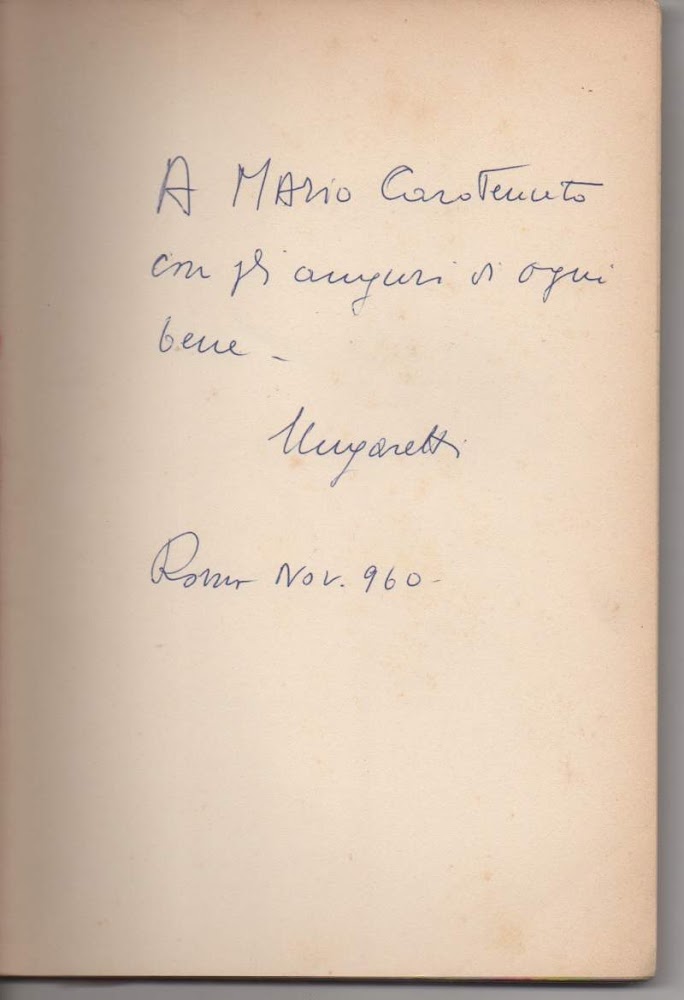 A MArio CaroTenuto
con gli auguri di ogni
bene -
Ungaretti
Roma Nov. 960-